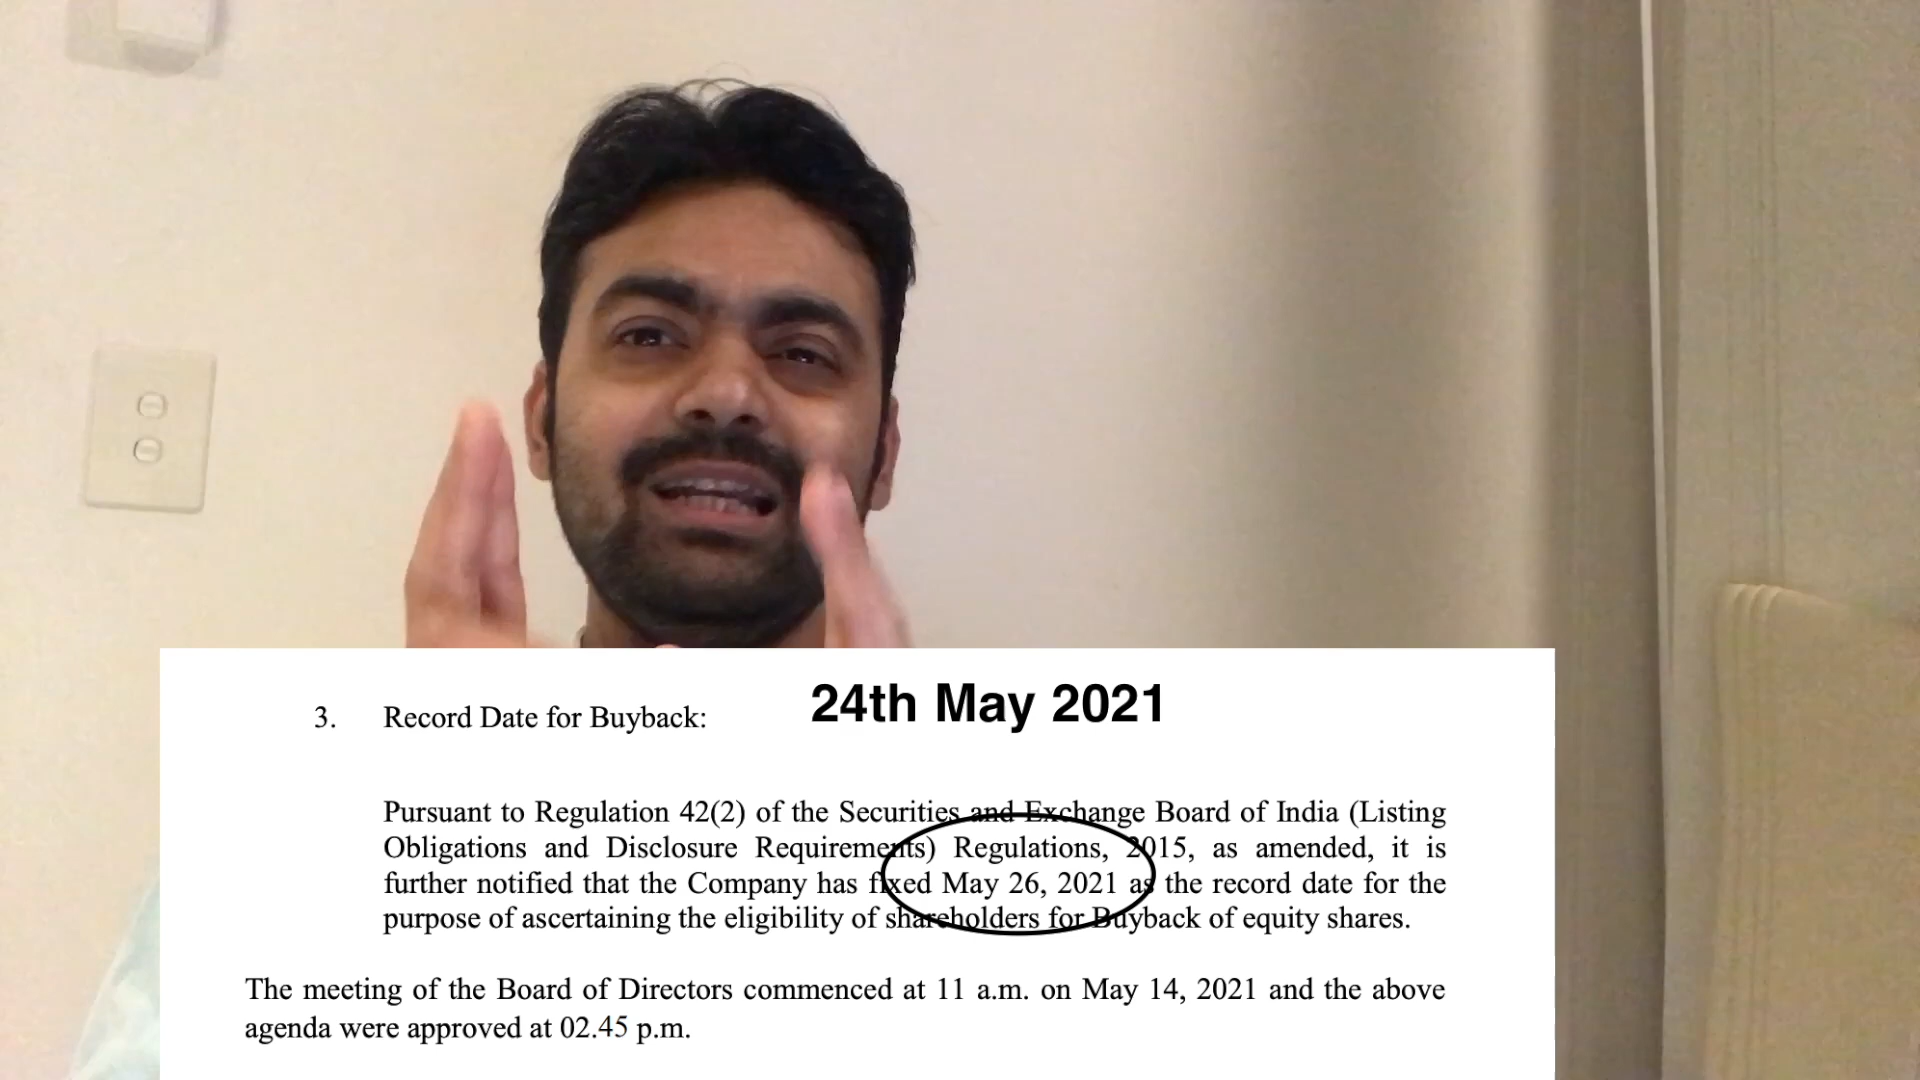 3. Record Date for Buyback: 24th May 2021
Pursuant to Regulation 42(2) of the Securities and Exchange Board of India (Listing
Obligations and Disclosure Requirements) Regulations, 2015, as amended, it is
further notified that the Company has fixed May 26, 2021 as the record date for the
purpose of ascertaining the eligibility of shareholders for Buyback of equity shares.
The meeting of the Board of Directors commenced at 11 a.m. on May 14, 2021 and the above
agenda were approved at 02.45 p.m.